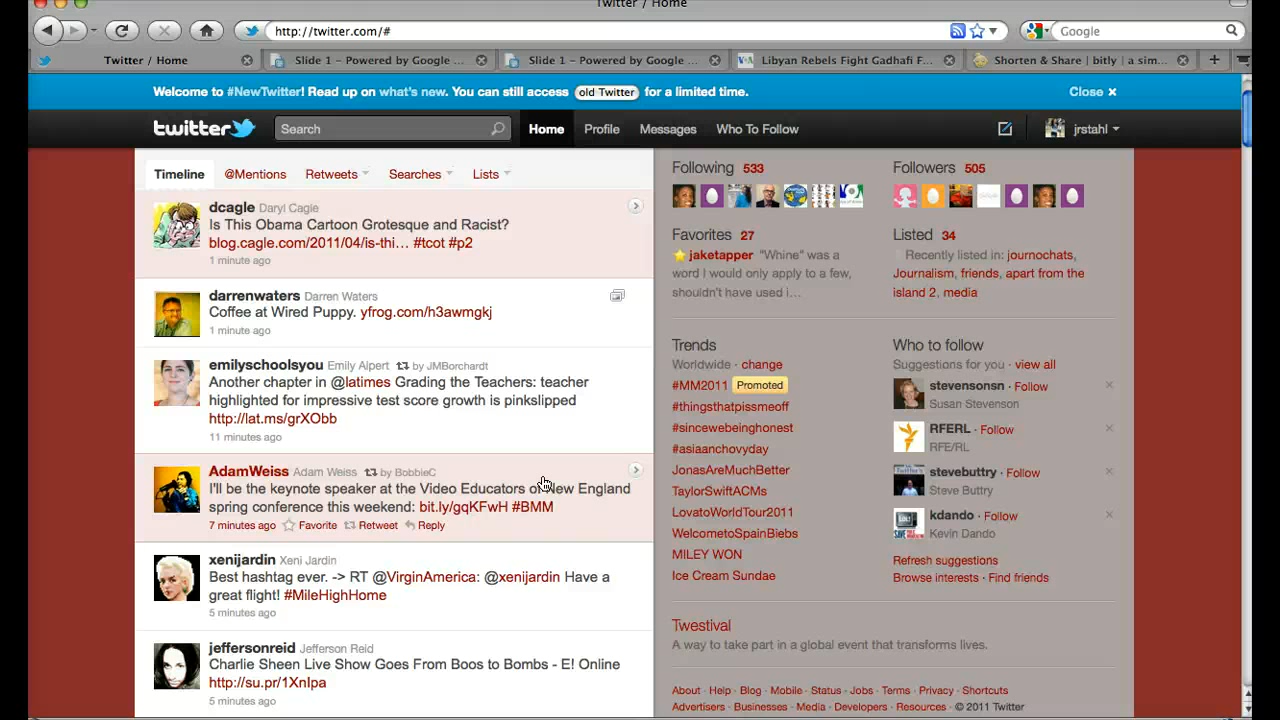 Twitter / Home
http://twitter.com/#
Google
Twitter / Home
Slide 1 - Powered by Google ...
Slide 1 - Powered by Google ...
Libyan Rebels Fight Gadhafi F...
Shorten & Share | bitly | a sim...
Welcome to #NewTwitter! Read up on what's new. You can still access old Twitter for a limited time.
Close ×
twitter
Search
Home
Profile
Messages
Who To Follow
jrstahl
Timeline
@Mentions
Retweets
Searches
Lists
dcagle Daryl Cagle
Is This Obama Cartoon Grotesque and Racist?
blog.cagle.com/2011/04/is-thi... #tcot #p2
1 minute ago
darrenwaters Darren Waters
Coffee at Wired Puppy. yfrog.com/h3awmgkj
1 minute ago
emilyschoolsyou Emily Alpert by JMBorchardt
Another chapter in @latimes Grading the Teachers: teacher
highlighted for impressive test score growth is pinkslipped
http://lat.ms/grXObb
11 minutes ago
AdamWeiss Adam Weiss by BobbieC
I'll be the keynote speaker at the Video Educators of New England
spring conference this weekend: bit.ly/gqKFwH #BMM
7 minutes ago Favorite Retweet Reply
xenijardin Xeni Jardin
Best hashtag ever. -> RT @VirginAmerica: @xenijardin Have a
great flight! #MileHighHome
5 minutes ago
jeffersonreid Jefferson Reid
Charlie Sheen Live Show Goes From Boos to Bombs - E! Online
http://su.pr/1XnIpa
5 minutes ago
Following 533
Followers 505
Favorites 27
jaketapper "Whine" was a
word I would only apply to a few,
shouldn't have used i...
Listed 34
Recently listed in: journochats,
Journalism, friends, apart from the
island 2, media
Trends
Worldwide · change
#MM2011 Promoted
#thingsthatpissmeoff
#sincewebeinghonest
#asiaanchovyday
JonasAreMuchBetter
TaylorSwiftACMs
LovatoWorldTour2011
WelcometoSpainBiebs
MILEY WON
Ice Cream Sundae
Who to follow
Suggestions for you · view all
stevensonsn · Follow
Susan Stevenson
RFERL · Follow
RFE/RL
stevebuttry · Follow
Steve Buttry
kdando · Follow
Kevin Dando
Refresh suggestions
Browse interests · Find friends
Twestival
A way to take part in a global event that transforms lives.
About · Help · Blog · Mobile · Status · Jobs · Terms · Privacy · Shortcuts
Advertisers · Businesses · Media · Developers · Resources · © 2011 Twitter